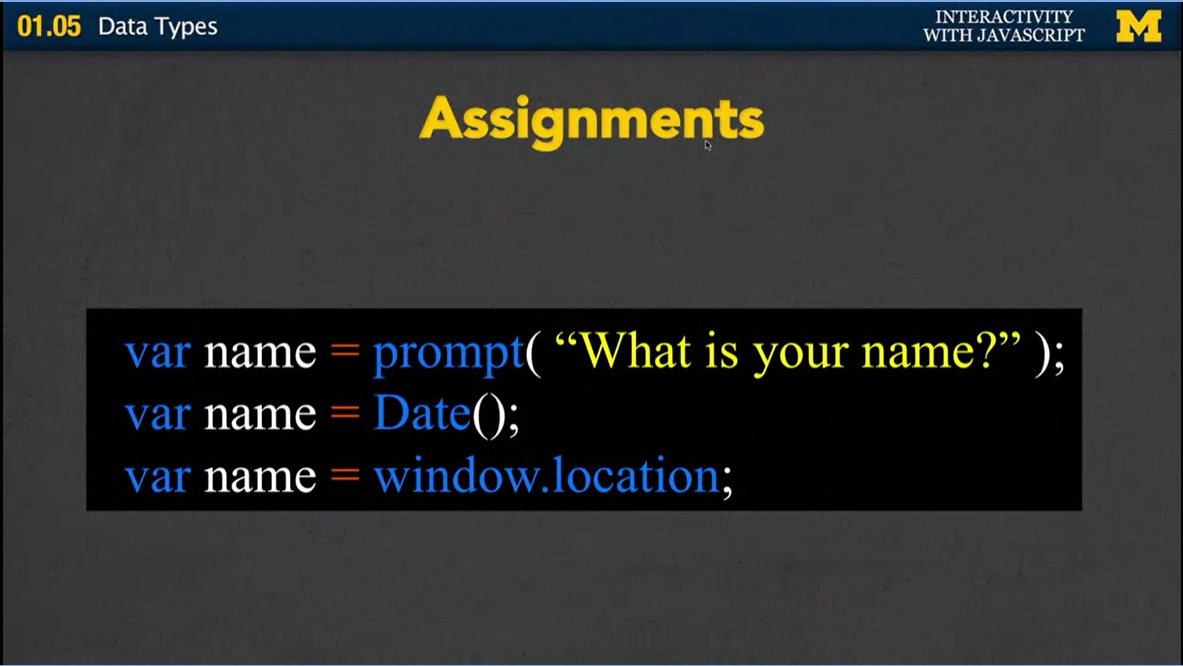 01.05 Data Types
INTERACTIVITY
WITH JAVASCRIPT
M
Assignments
var name = prompt( “What is your name?” );
var name = Date();
var name = window.location;